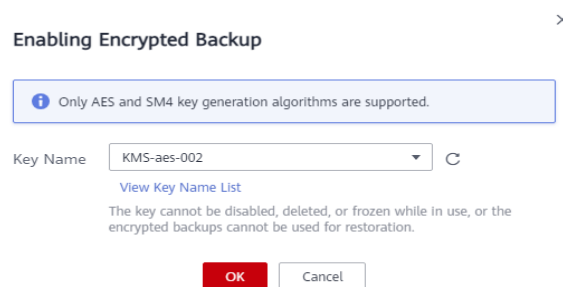 Enabling Encrypted Backup
Only AES and SM4 key generation algorithms are supported.
Key Name KMS-aes-002
View Key Name List
The key cannot be disabled, deleted, or frozen while in use, or the
encrypted backups cannot be used for restoration.
OK Cancel